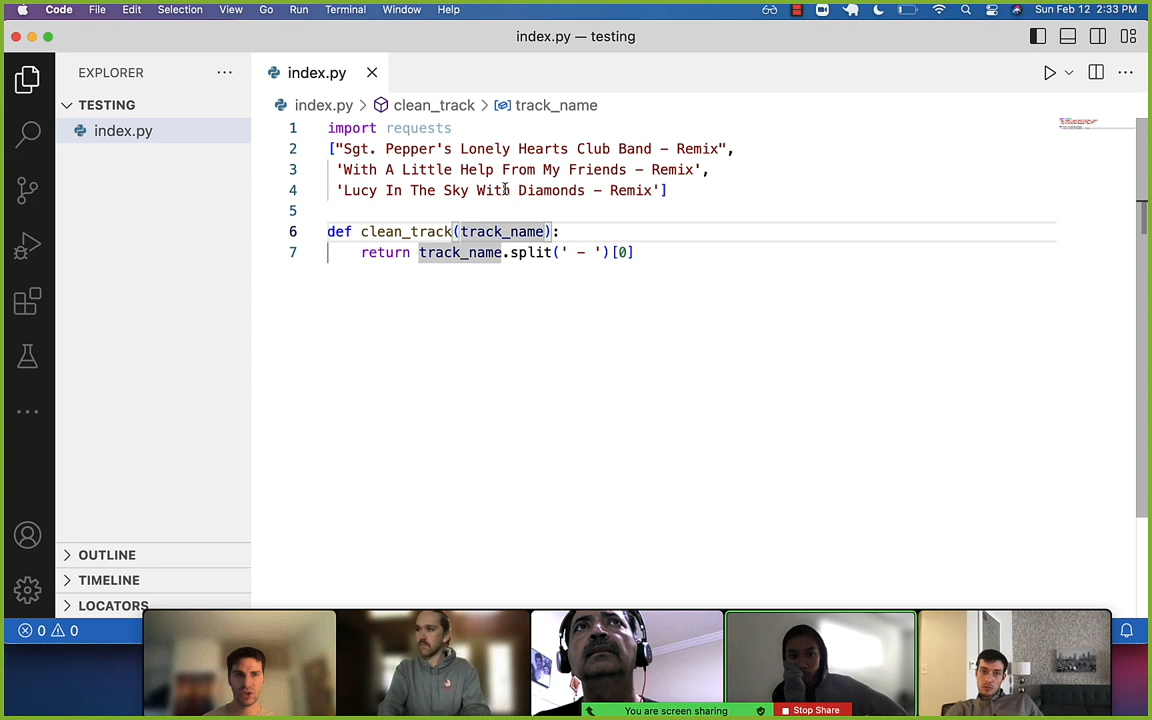 Code File Edit Selection View Go Run Terminal Window Help Sun Feb 12 2:33 PM
index.py — testing
EXPLORER
index.py
TESTING
index.py
index.py > clean_track > track_name
1 import requests
2 ["Sgt. Pepper's Lonely Hearts Club Band - Remix",
3 'With A Little Help From My Friends - Remix',
4 'Lucy In The Sky With Diamonds - Remix']
5
6 def clean_track(track_name):
7 return track_name.split(' - ')[0]
OUTLINE
TIMELINE
LOCATORS
0 0
You are screen sharing Stop Share